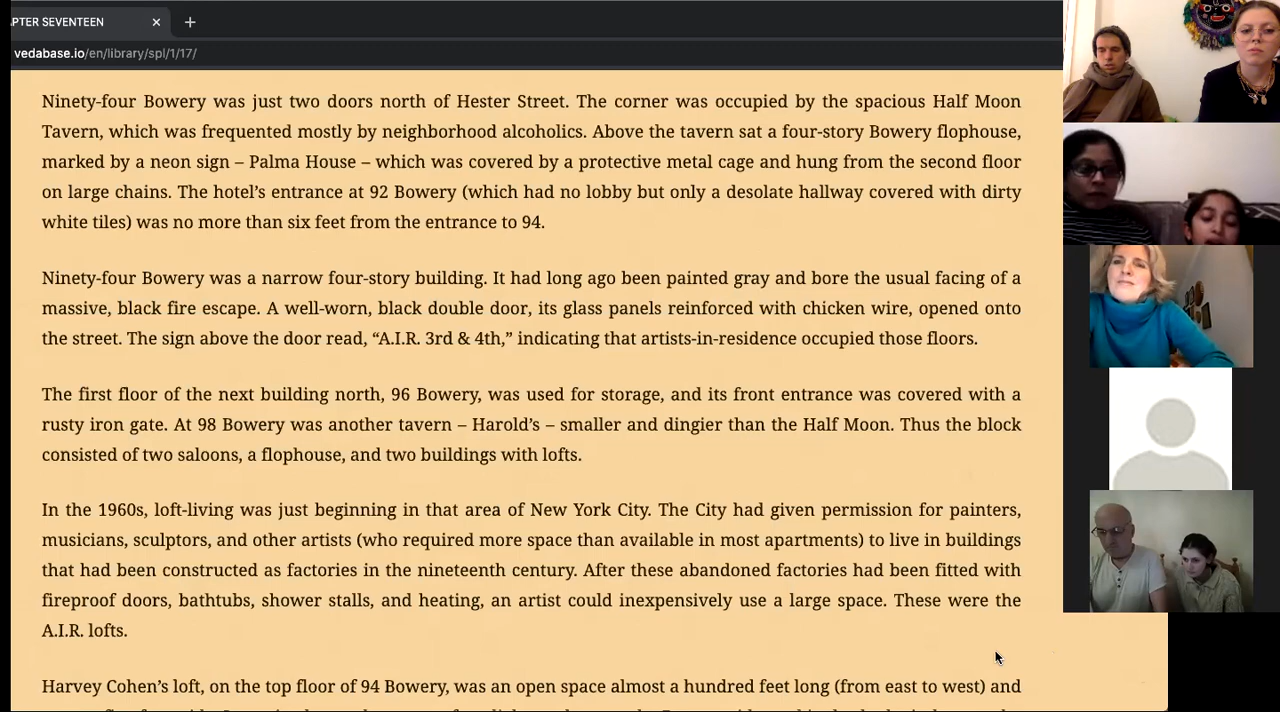 PTER SEVENTEEN
vedabase.io/en/library/spl/1/17/
Ninety-four Bowery was just two doors north of Hester Street. The corner was occupied by the spacious Half Moon
Tavern, which was frequented mostly by neighborhood alcoholics. Above the tavern sat a four-story Bowery flophouse,
marked by a neon sign – Palma House – which was covered by a protective metal cage and hung from the second floor
on large chains. The hotel’s entrance at 92 Bowery (which had no lobby but only a desolate hallway covered with dirty
white tiles) was no more than six feet from the entrance to 94.
Ninety-four Bowery was a narrow four-story building. It had long ago been painted gray and bore the usual facing of a
massive, black fire escape. A well-worn, black double door, its glass panels reinforced with chicken wire, opened onto
the street. The sign above the door read, “A.I.R. 3rd & 4th,” indicating that artists-in-residence occupied those floors.
The first floor of the next building north, 96 Bowery, was used for storage, and its front entrance was covered with a
rusty iron gate. At 98 Bowery was another tavern – Harold’s – smaller and dingier than the Half Moon. Thus the block
consisted of two saloons, a flophouse, and two buildings with lofts.
In the 1960s, loft-living was just beginning in that area of New York City. The City had given permission for painters,
musicians, sculptors, and other artists (who required more space than available in most apartments) to live in buildings
that had been constructed as factories in the nineteenth century. After these abandoned factories had been fitted with
fireproof doors, bathtubs, shower stalls, and heating, an artist could inexpensively use a large space. These were the
A.I.R. lofts.
Harvey Cohen’s loft, on the top floor of 94 Bowery, was an open space almost a hundred feet long (from east to west) and